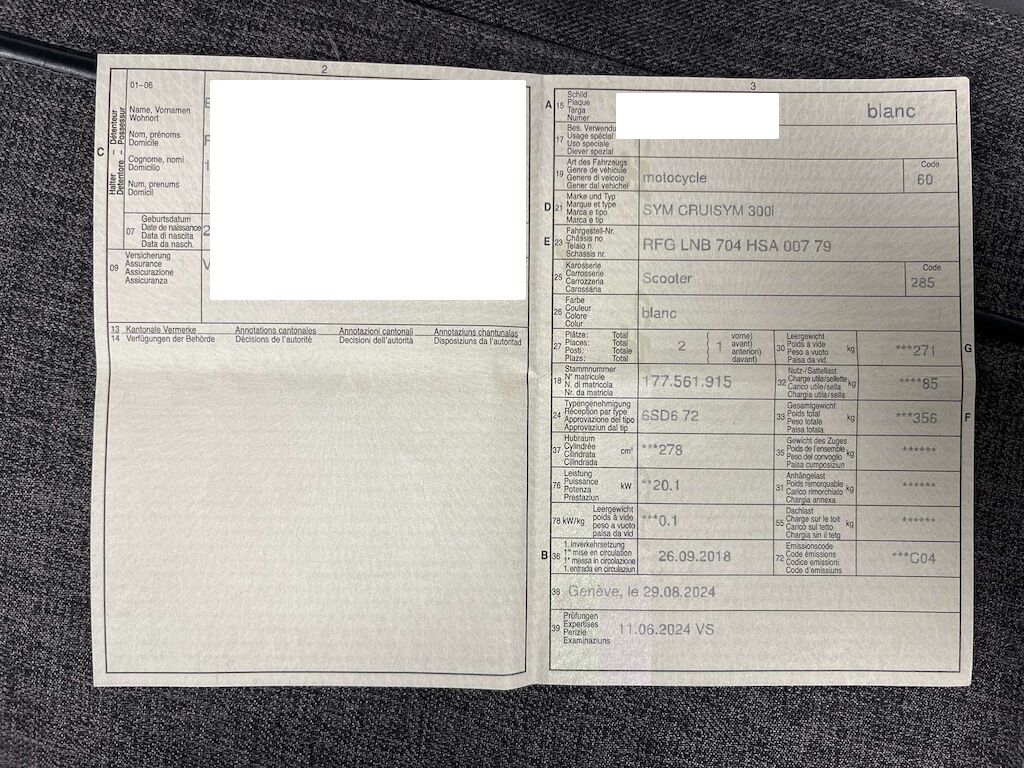 2
01-06
C
Halter – Détenteur
Detentore – Possessur
Name, Vornamen
Wohnort
Nom, prénoms
Domicile
Cognome, nomi
Domicilio
Num, prenums
Domicil
07
Geburtsdatum
Date de naissance
Data di nascita
Data da nasch.
2
09
Versicherung
Assurance
Assicurazione
Assicuranza
V
13 Kantonale Vermerke Annotations cantonales Annotazioni cantonali Annotaziuns chantunalas
14 Verfügungen der Behörde Décisions de l'autorité Decisioni dell'autorità Disposiziuns da l'autoritad
3
A 15
Schild
Plaque
Targa
Numer
blanc
17
Bes. Verwendu
Usage spécial
Uso speciale
Diever spezial
19
Art des Fahrzeugs
Genre de véhicule
Genere di veicolo
Gener dal vehichel
motocycle
Code
60
D 21
Marke und Typ
Marque et type
Marca e tipo
Marca e tip
SYM CRUISYM 300i
E 23
Fahrgestell-Nr.
Châssis no
Telaio n.
Schassis nr.
RFG LNB 704 HSA 007 79
25
Karosserie
Carrosserie
Carrozzeria
Carossaria
Scooter
Code
285
26
Farbe
Couleur
Colore
Colur
blanc
27
Plätze: Total
Places: Total
Posti: Totale
Plazs: Total
2
( 1
vorne)
avant)
anterion)
davant)
30
Leergewicht
Poids à vide
Peso a vuoto
Paisa da vid
kg
***271
G
18
Stammnummer
N° matricule
N. di matricola
Nr. da matricla
177.561.915
32
Nutz-/Sattellast
Charge utile/sellette
Carico utile/sella
Chargia utila/sella
kg
****85
24
Typengenehmigung
Réception par type
Approvazione del tipo
Approvaziun dal tip
6SD6 72
33
Gesamtgewicht
Poids total
Peso totale
Paisa totala
kg
***356
F
37
Hubraum
Cylindrée
Cilindrata
Cilindrada
cm³
***278
35
Gewicht des Zuges
Poids de l'ensemble
Peso del convoglio
Paisa cumposiziun
kg
******
76
Leistung
Puissance
Potenza
Prestaziun
kW
**20.1
31
Anhängelast
Poids remorquable
Carico rimorchiato
Chargia annexa
kg
******
78 kW/kg
Leergewicht
poids à vide
peso a vuoto
paisa da vid
***0.1
55
Dachlast
Charge sur le toit
Carico sul tetto
Chargia sin il tetg
kg
******
B 36
1. Inverkehrsetzung
1re mise en circulation
1a messa in circolazione
1. entrada en circulaziun
26.09.2018
72
Emissionscode
Code émissions
Codice emissioni
Code d'emissiuns
***C04
38
Genève, le 29.08.2024
39
Prüfungen
Expertises
Perizie
Examinaziuns
11.06.2024 VS